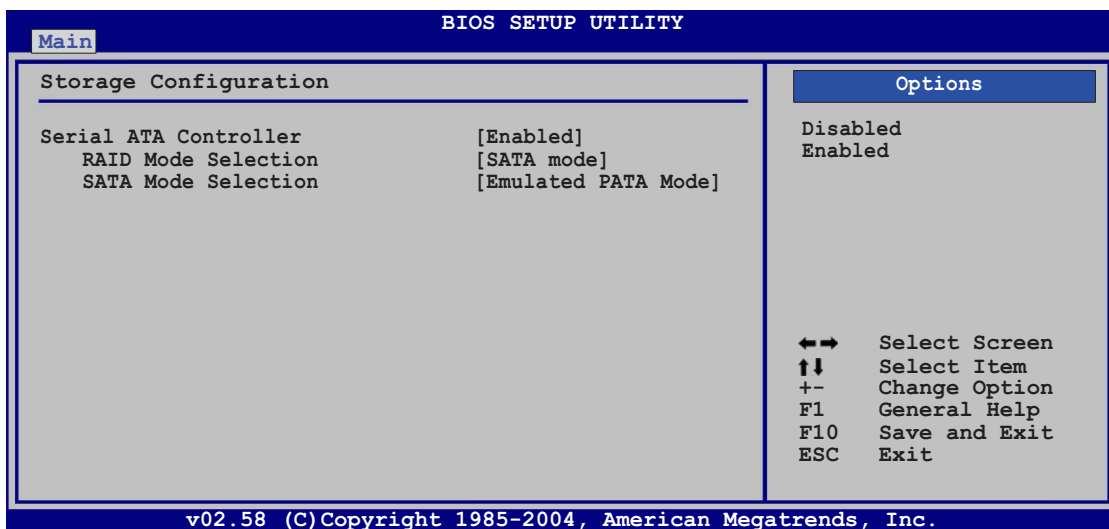 BIOS SETUP UTILITY
Main
Storage Configuration
Serial ATA Controller [Enabled]
RAID Mode Selection [SATA mode]
SATA Mode Selection [Emulated PATA Mode]
Options
Disabled
Enabled
←→ Select Screen
↑↓ Select Item
+- Change Option
F1 General Help
F10 Save and Exit
ESC Exit
v02.58 (C)Copyright 1985-2004, American Megatrends, Inc.